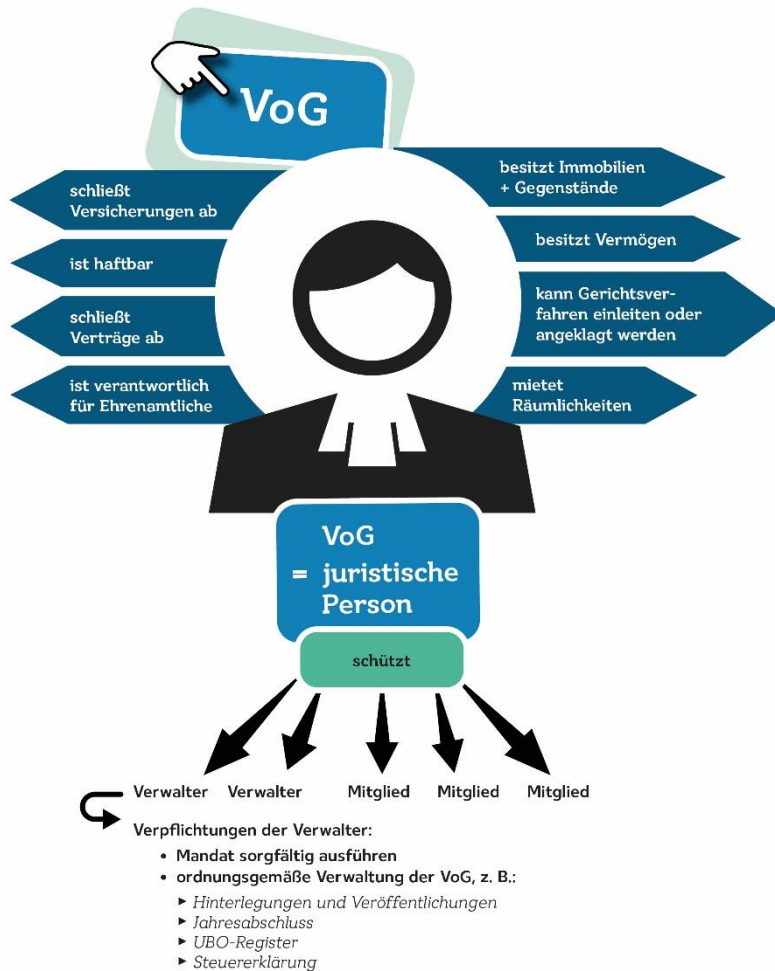 VoG
schließt
Versicherungen ab
ist haftbar
schließt
Verträge ab
ist verantwortlich
für Ehrenamtliche
besitzt Immobilien
+ Gegenstände
besitzt Vermögen
kann Gerichtsver-
fahren einleiten oder
angeklagt werden
mietet
Räumlichkeiten
VoG
= juristische
Person
schützt
Verwalter Verwalter Mitglied Mitglied Mitglied
Verpflichtungen der Verwalter:
• Mandat sorgfältig ausführen
• ordnungsgemäße Verwaltung der VoG, z. B.:
► Hinterlegungen und Veröffentlichungen
► Jahresabschluss
► UBO-Register
► Steuererklärung